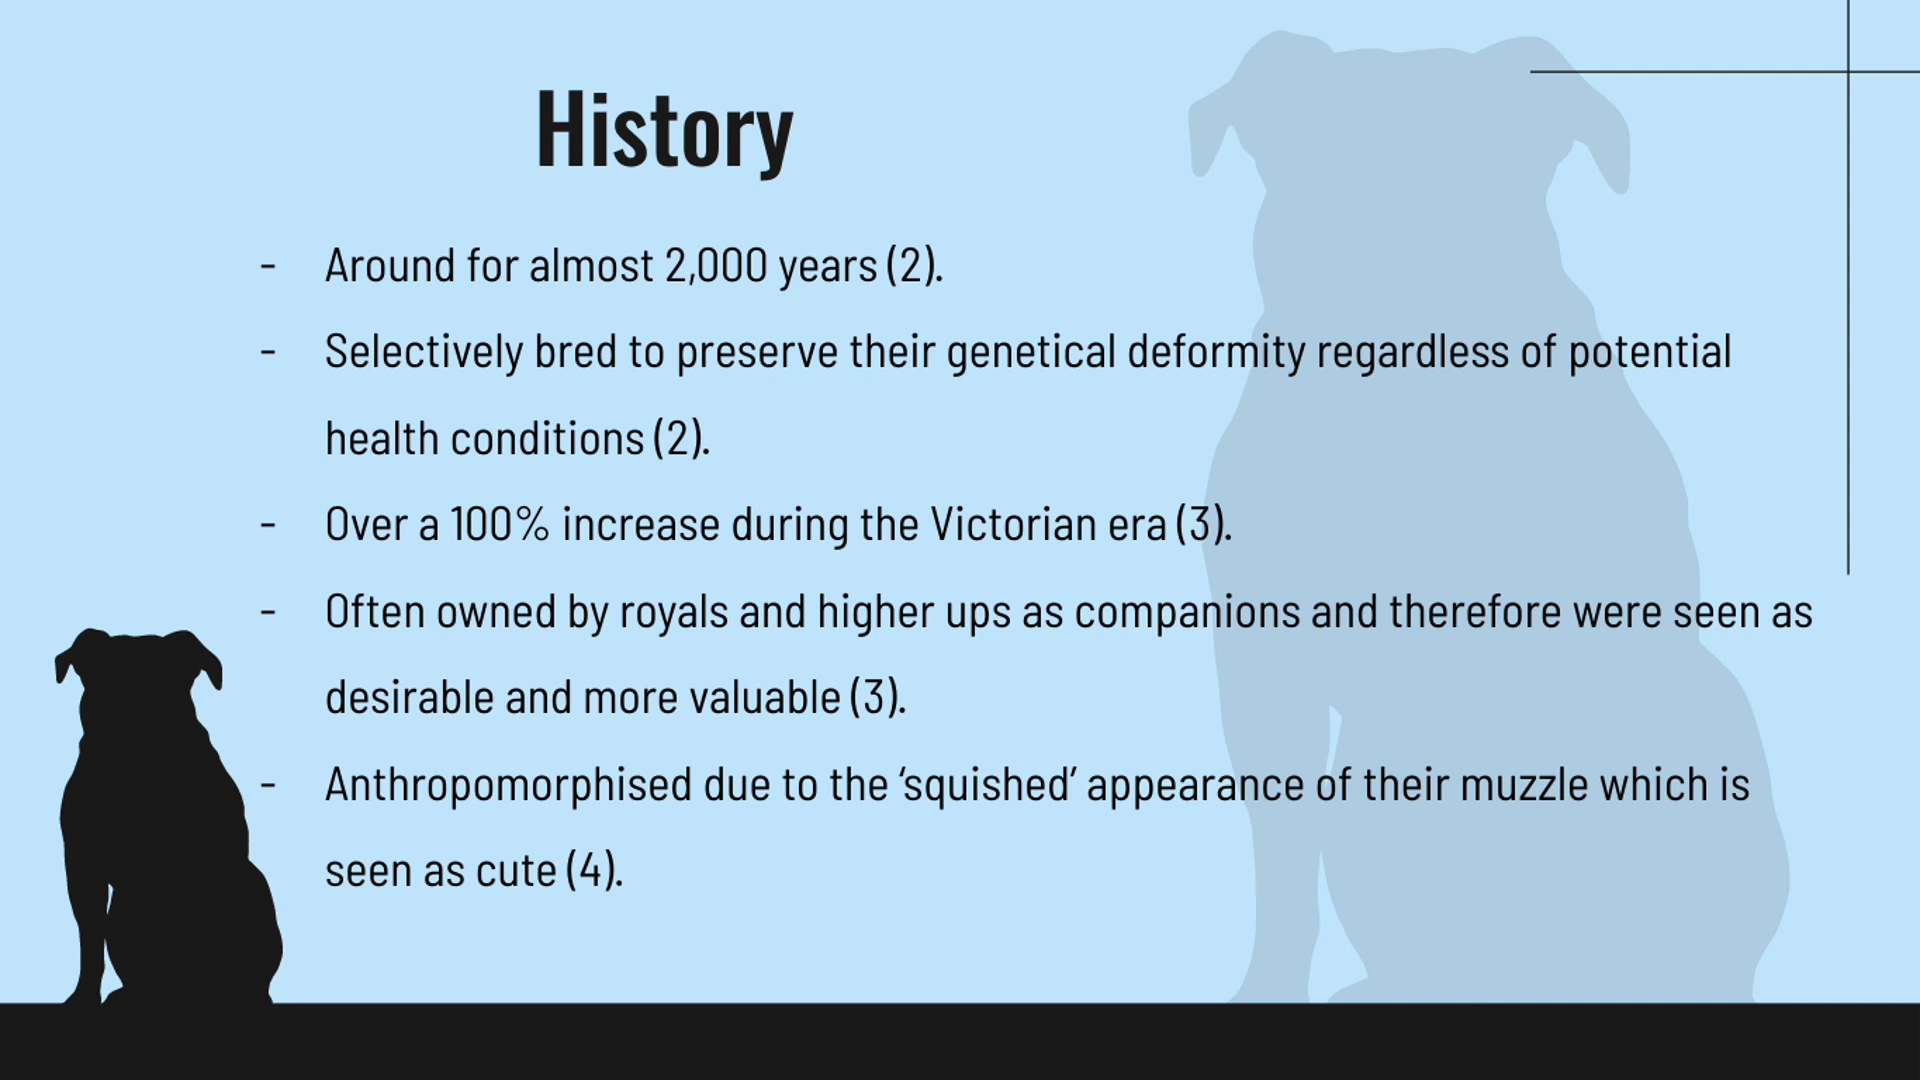 History
- Around for almost 2,000 years (2).
- Selectively bred to preserve their genetical deformity regardless of potential
health conditions (2).
- Over a 100% increase during the Victorian era (3).
- Often owned by royals and higher ups as companions and therefore were seen as
desirable and more valuable (3).
- Anthropomorphised due to the ‘squished’ appearance of their muzzle which is
seen as cute (4).